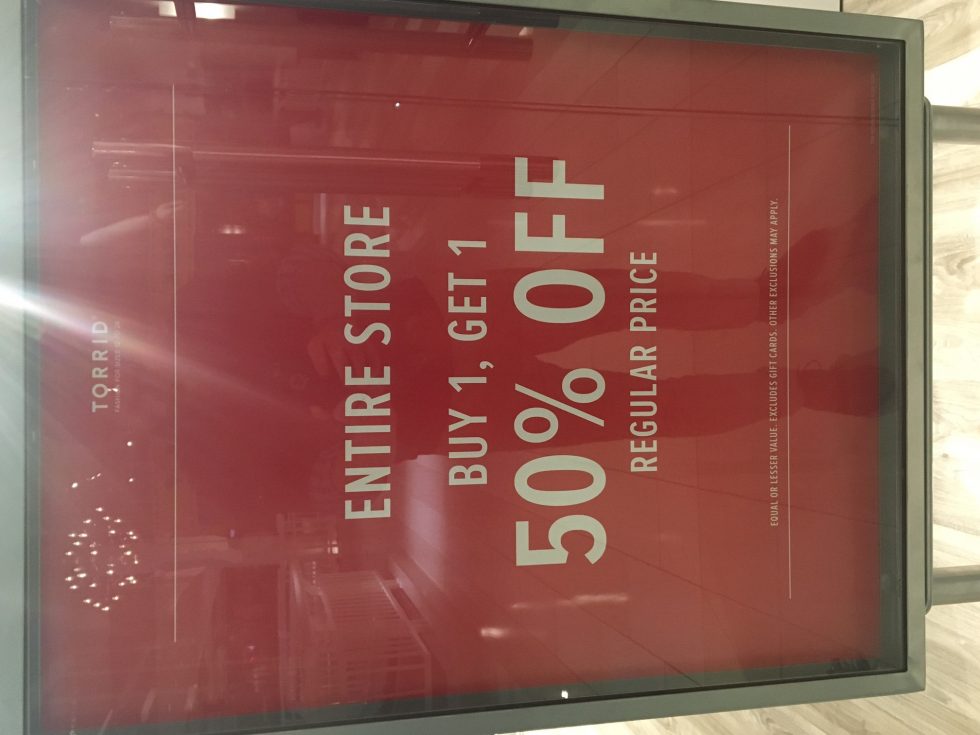 TORRID
ENTIRE STORE
BUY 1, GET 1
50% OFF
REGULAR PRICE
EQUAL OR LESSER VALUE. EXCLUDES GIFT CARDS. OTHER EXCLUSIONS MAY APPLY.